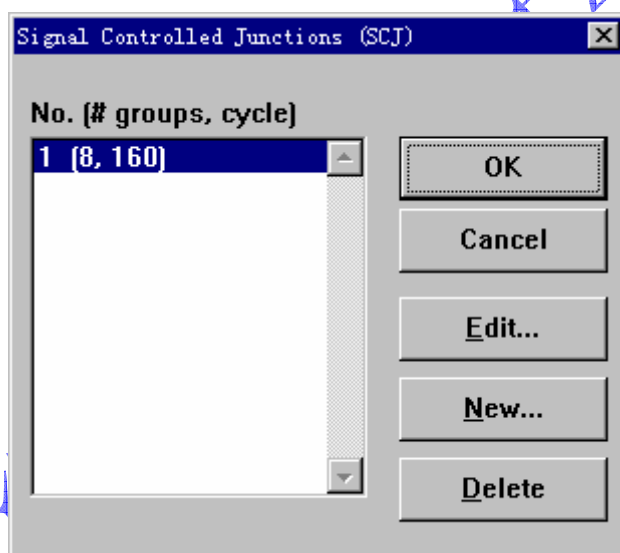 Signal Controlled Junctions (SCJ)
No. (# groups, cycle)
1 (8, 160)
OK
Cancel
Edit...
New...
Delete